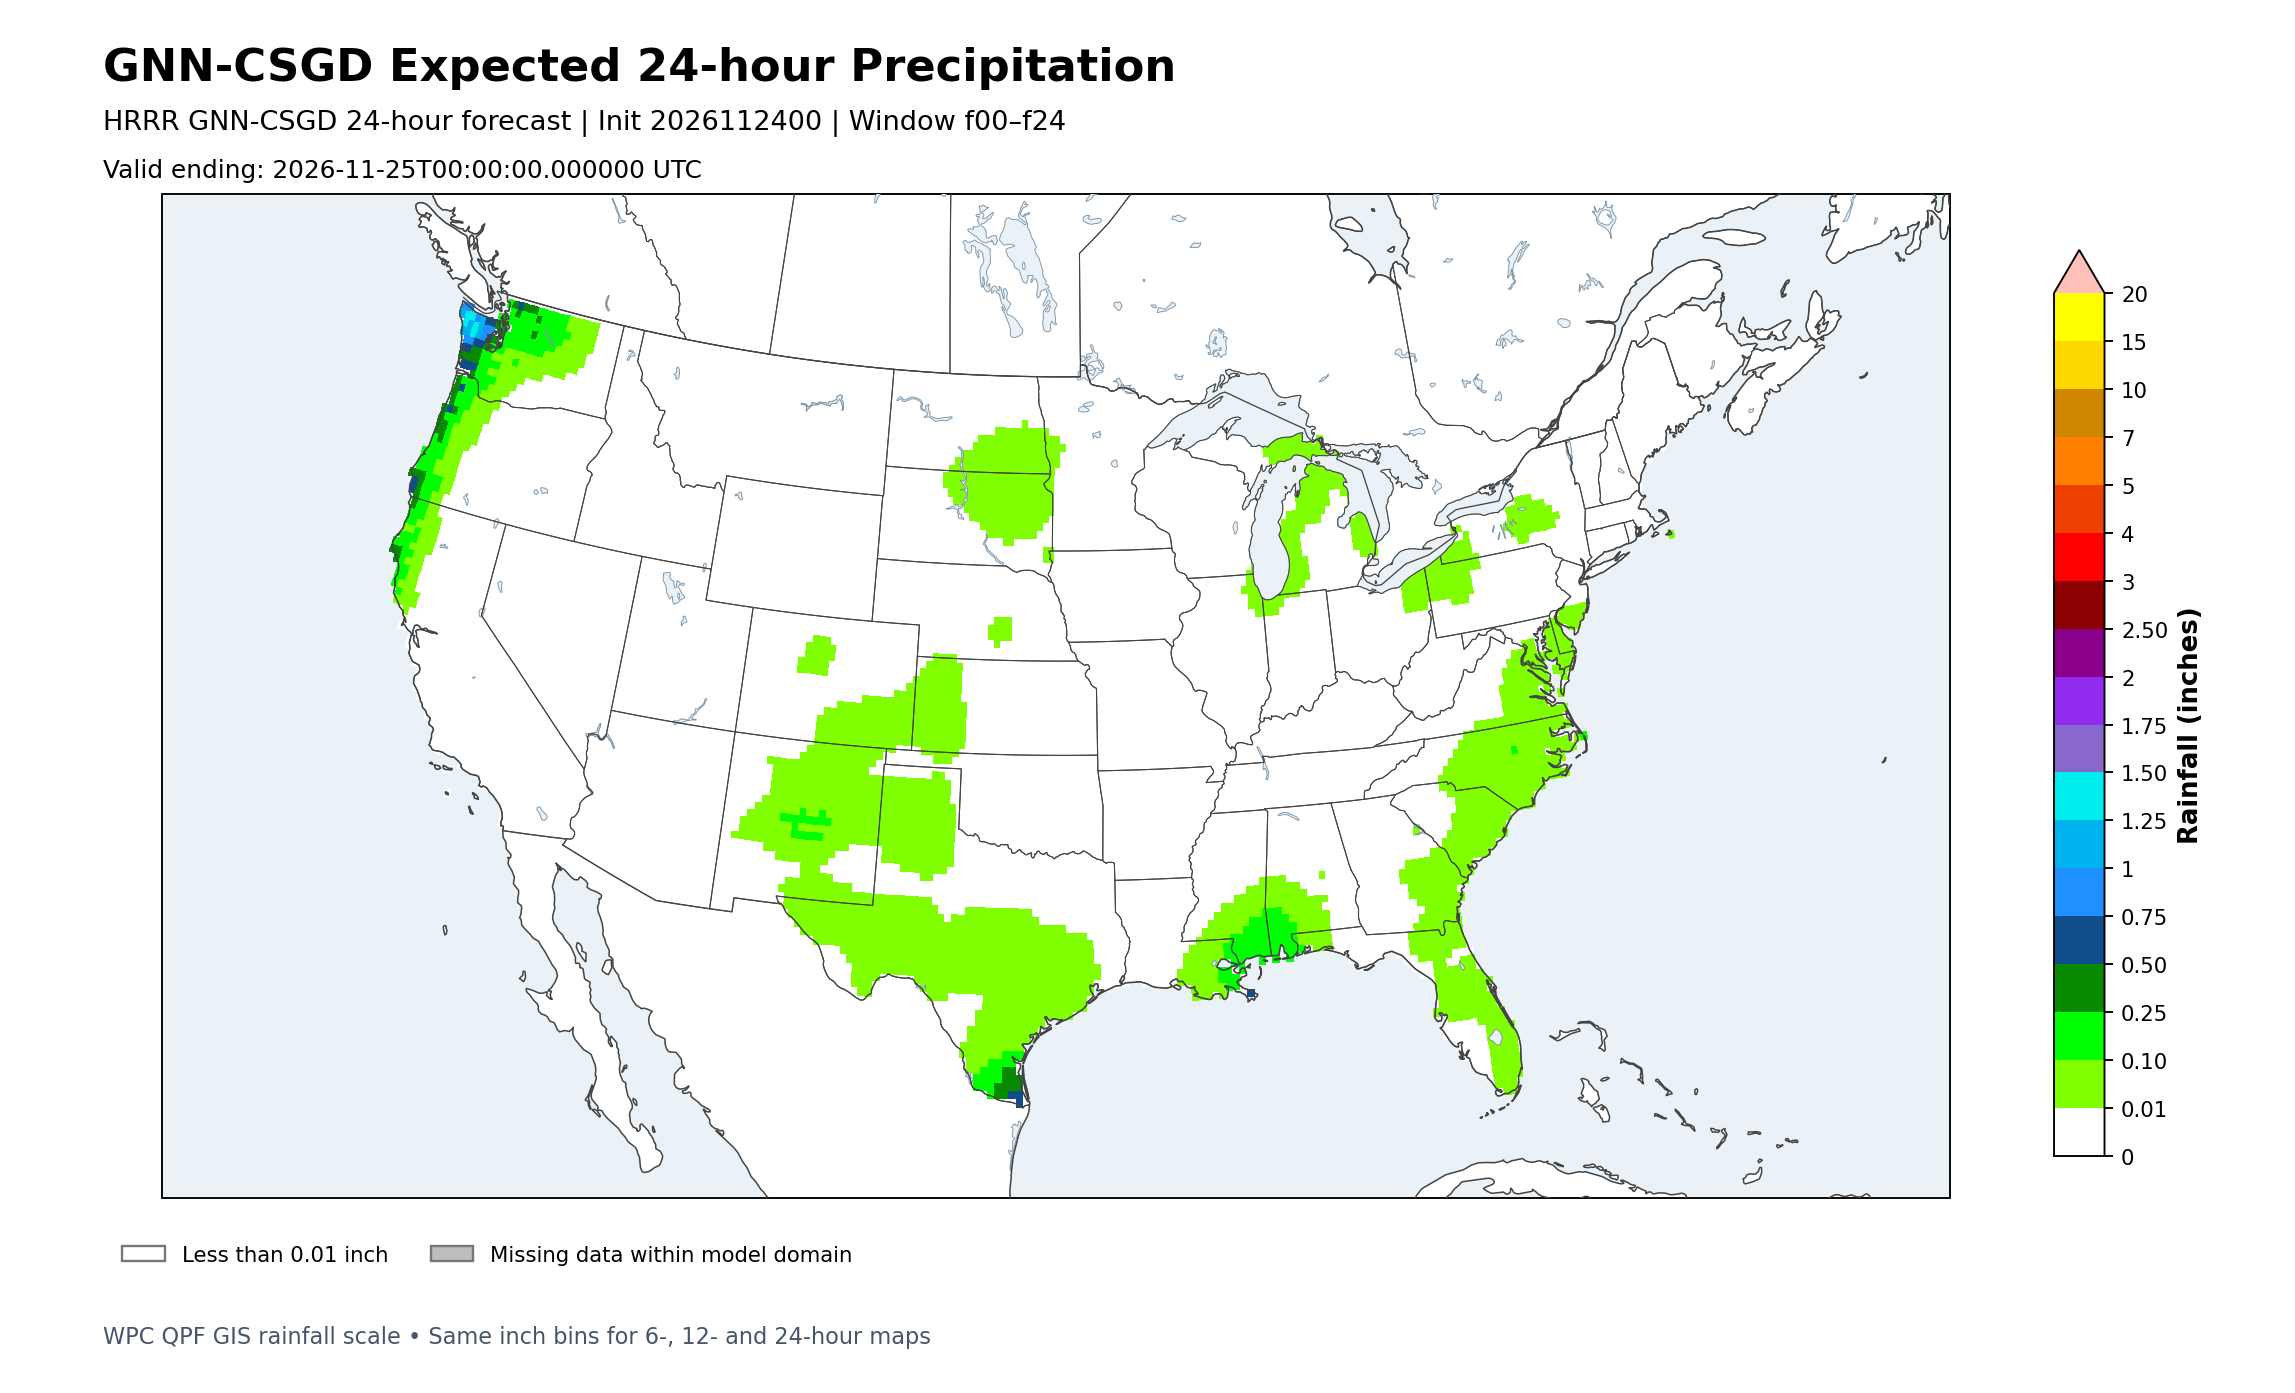 GNN-CSGD Expected 24-hour Precipitation
HRRR GNN-CSGD 24-hour forecast | Init 2026112400 | Window f00–f24
Valid ending: 2026-11-25T00:00:00.000000 UTC
20
15
10
7
5
4
3
2.50
2
1.75
1.50
1.25
1
0.75
0.50
0.25
0.10
0.01
0
Rainfall (inches)
Less than 0.01 inch
Missing data within model domain
WPC QPF GIS rainfall scale • Same inch bins for 6-, 12- and 24-hour maps